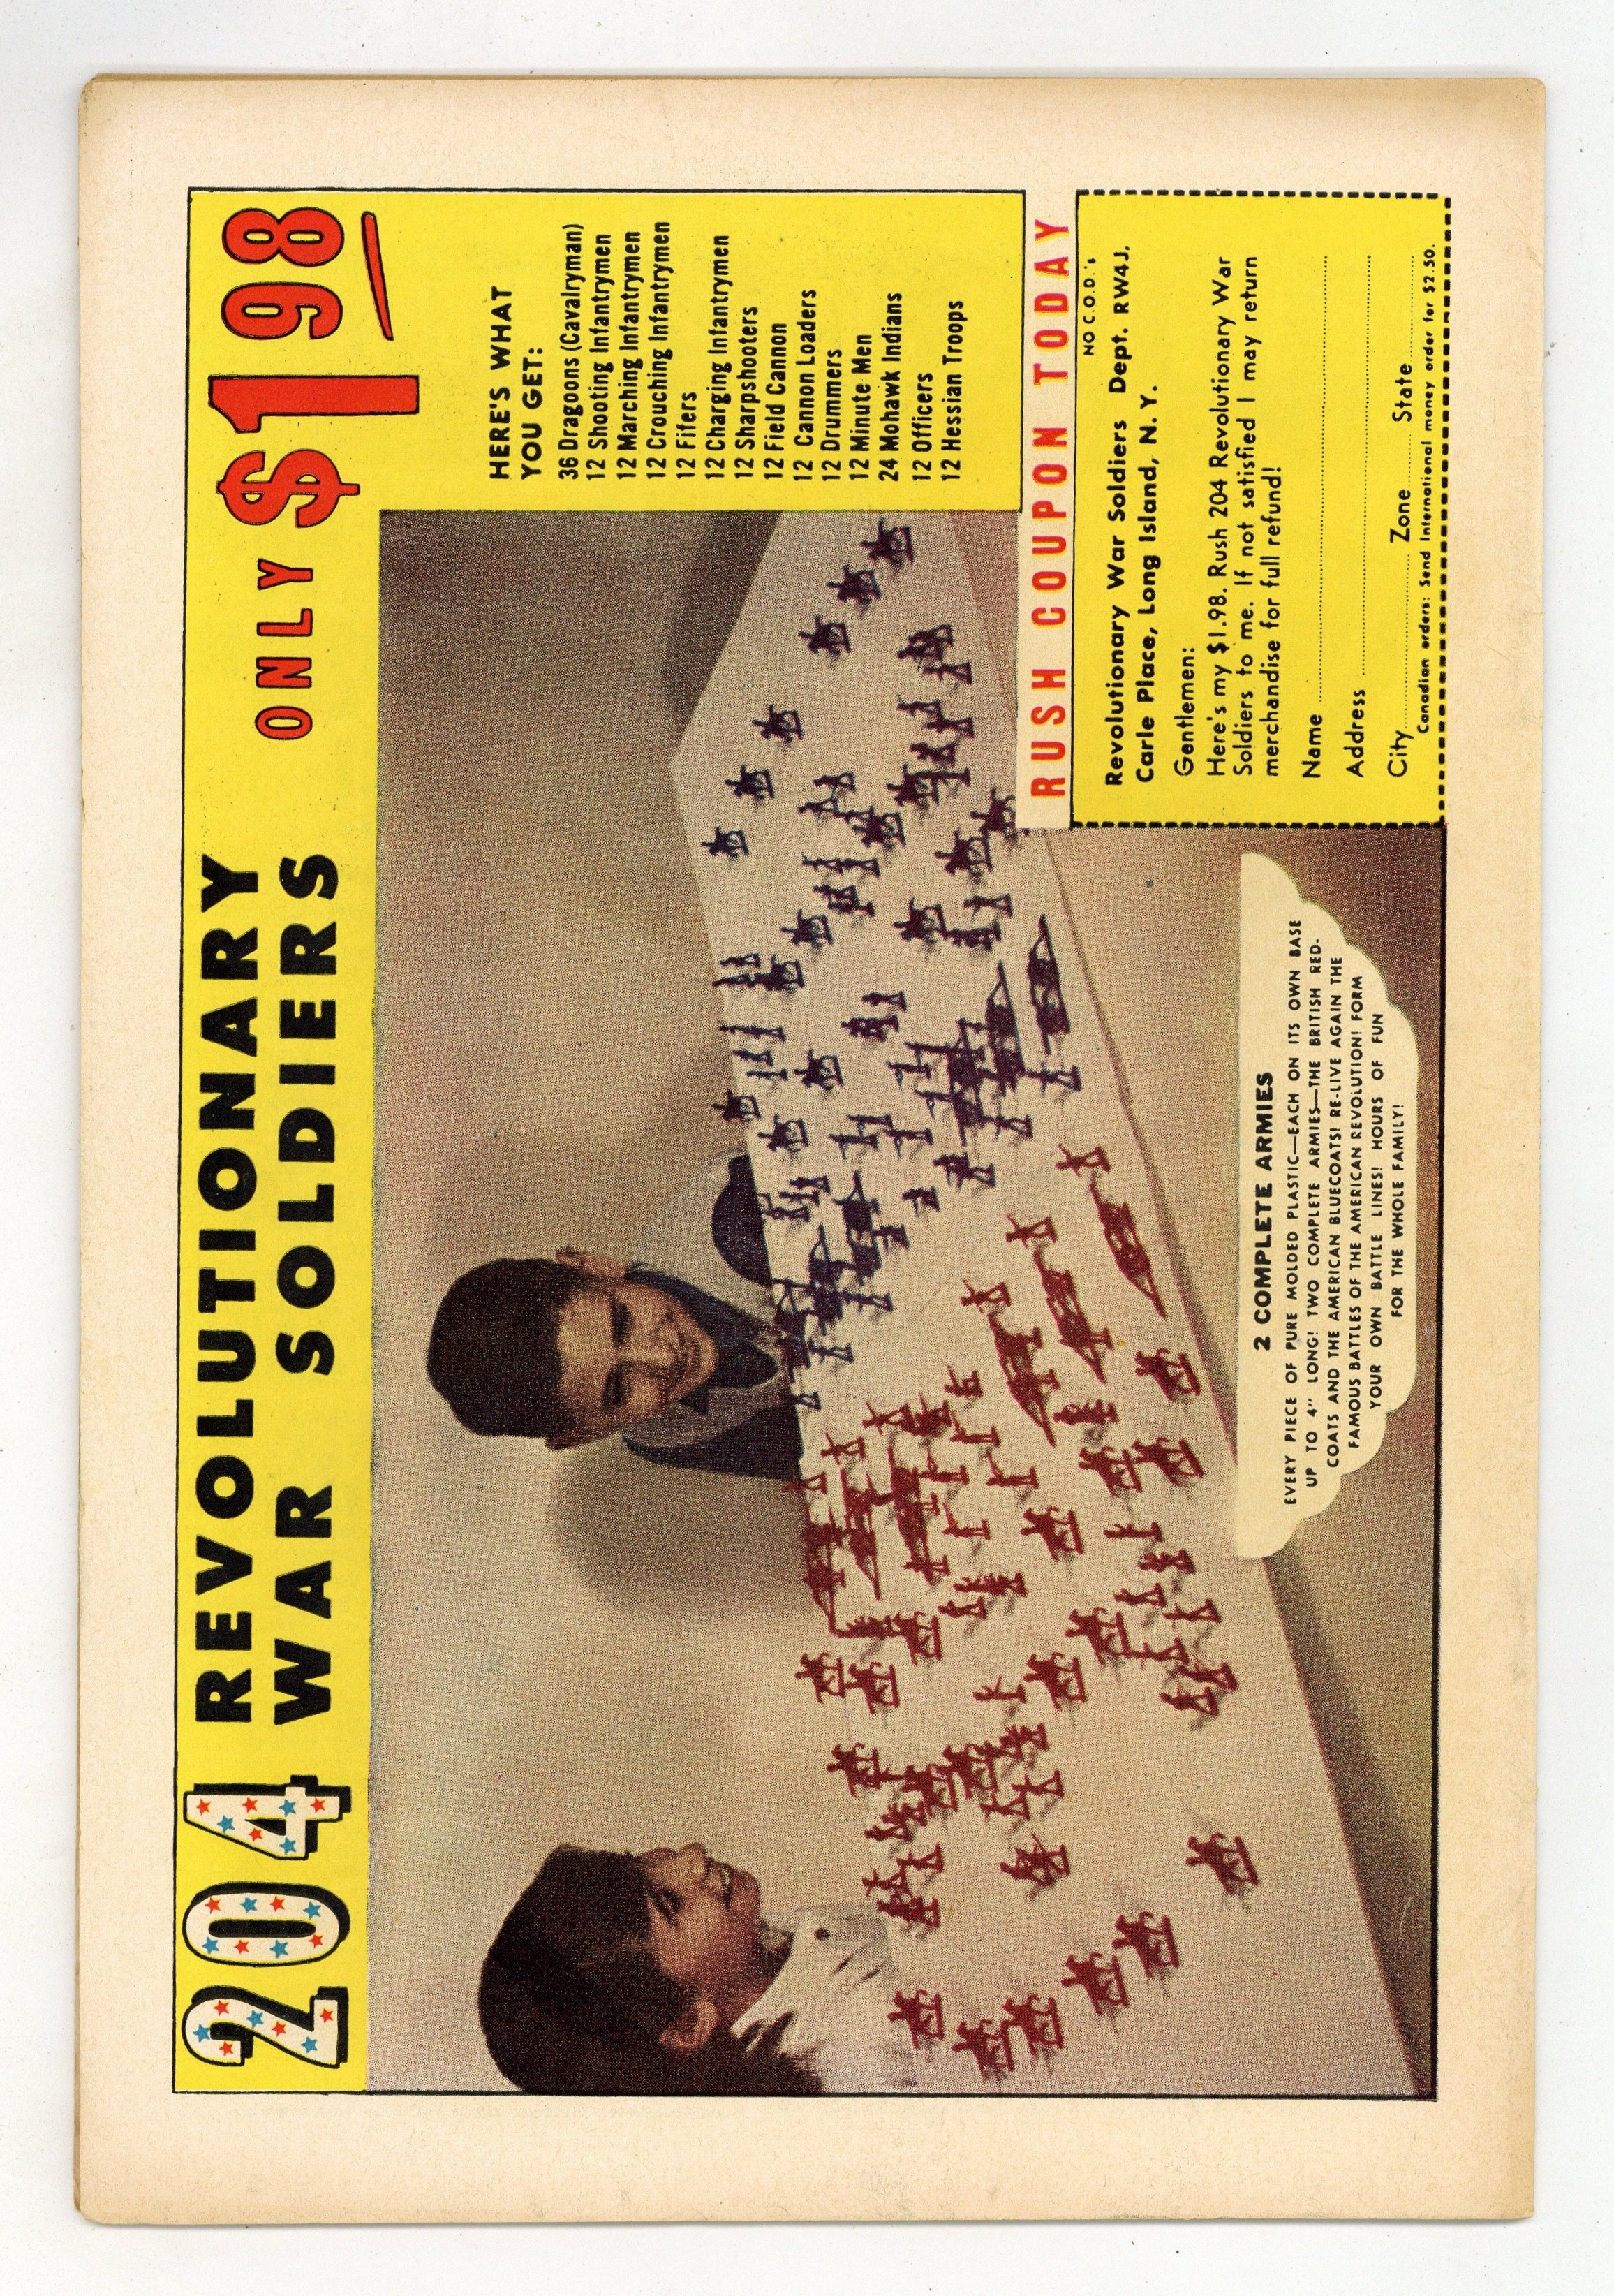 204 REVOLUTIONARY
WAR SOLDIERS
ONLY $1 98
HERE'S WHAT
YOU GET:
36 Dragoons (Cavalryman)
12 Shooting Infantrymen
12 Marching Infantrymen
12 Crouching Infantrymen
12 Fifers
12 Charging Infantrymen
12 Sharpshooters
12 Field Cannon
12 Cannon Loaders
12 Drummers
12 Minute Men
24 Mohawk Indians
12 Officers
12 Hessian Troops
2 COMPLETE ARMIES
EVERY PIECE OF PURE MOLDED PLASTIC—EACH ON ITS OWN BASE
UP TO 4" LONG! TWO COMPLETE ARMIES—THE BRITISH RED-
COATS AND THE AMERICAN BLUECOATS! RE-LIVE AGAIN THE
FAMOUS BATTLES OF THE AMERICAN REVOLUTION! FORM
YOUR OWN BATTLE LINES! HOURS OF FUN
FOR THE WHOLE FAMILY!
RUSH COUPON TODAY
NO C.O.D.'s
Revolutionary War Soldiers Dept. RW4J.
Carle Place, Long Island, N. Y.
Gentlemen:
Here's my $1.98. Rush 204 Revolutionary War
Soldiers to me. If not satisfied I may return
merchandise for full refund!
Name
Address
City Zone State
Canadian orders: Send International money order for $2.50.